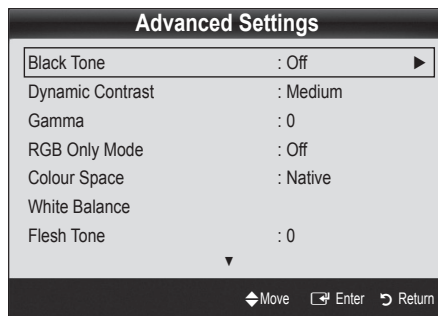 Advanced Settings
Black Tone : Off ▶
Dynamic Contrast : Medium
Gamma : 0
RGB Only Mode : Off
Colour Space : Native
White Balance
Flesh Tone : 0
▼
Move Enter Return